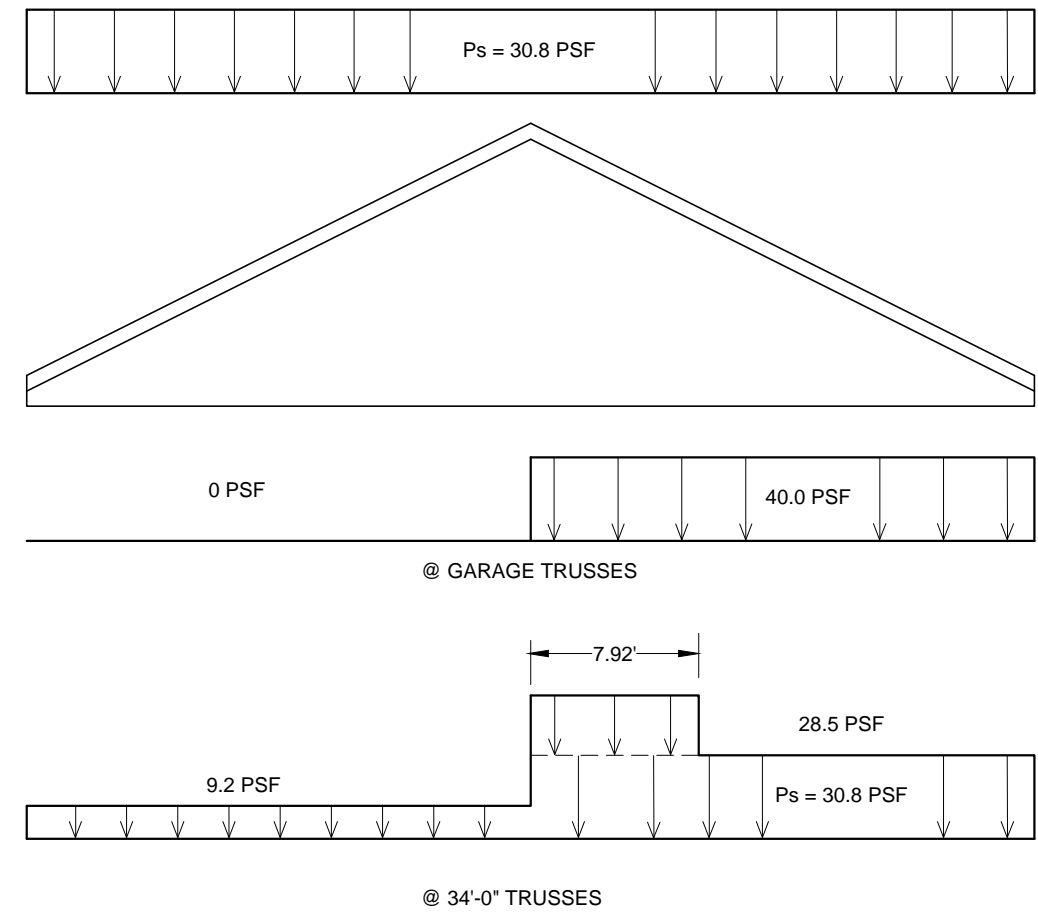 Ps = 30.8 PSF
0 PSF
40.0 PSF
@ GARAGE TRUSSES
7.92'
28.5 PSF
9.2 PSF
Ps = 30.8 PSF
@ 34'-0" TRUSSES